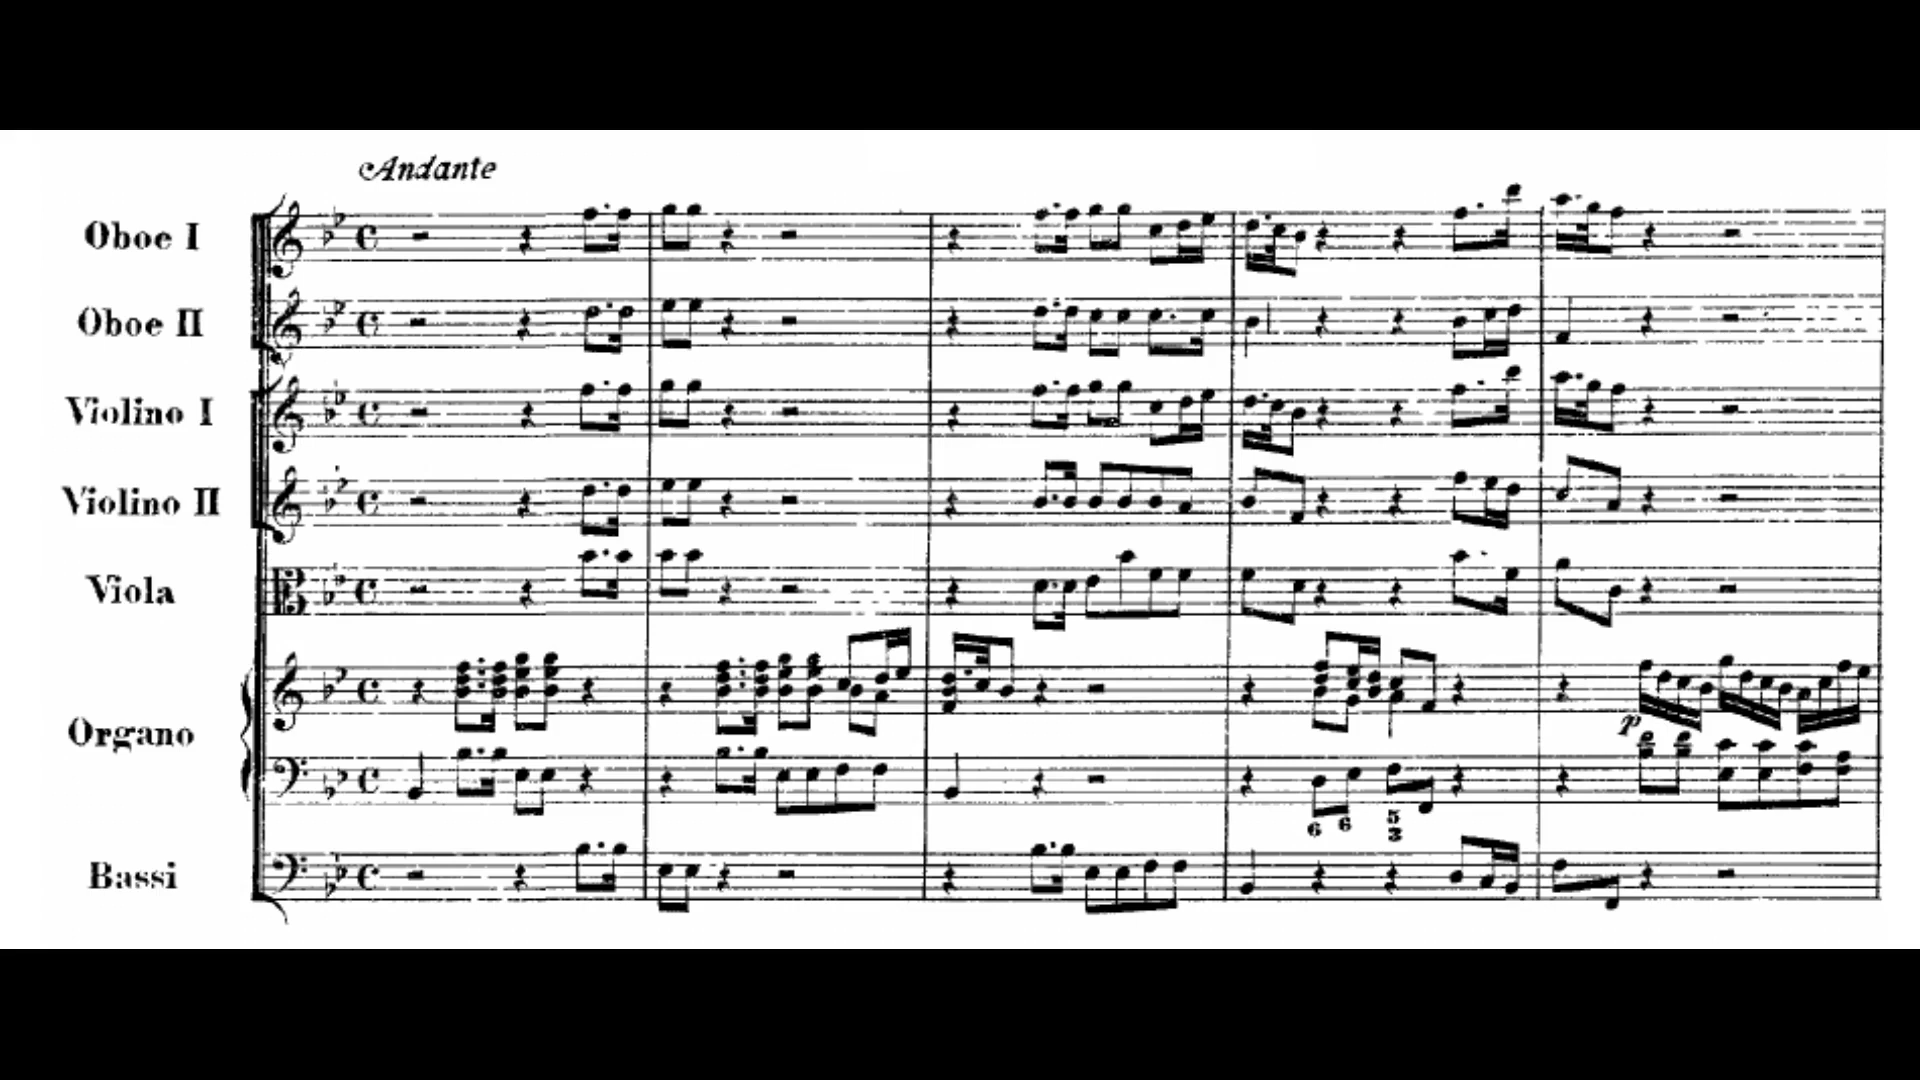 Andante
Oboe I
Oboe II
Violino I
Violino II
Viola
Organo
p
6 6 5
3
Bassi